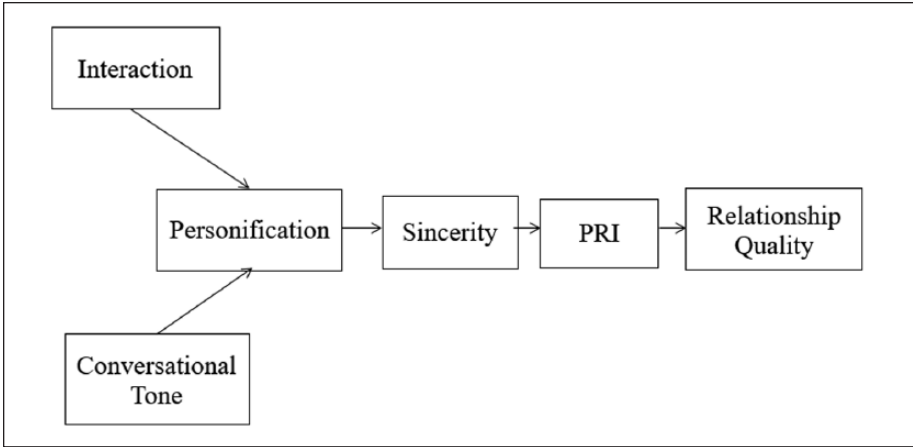 Interaction
Personification
Sincerity
PRI
Relationship
Quality
Conversational
Tone